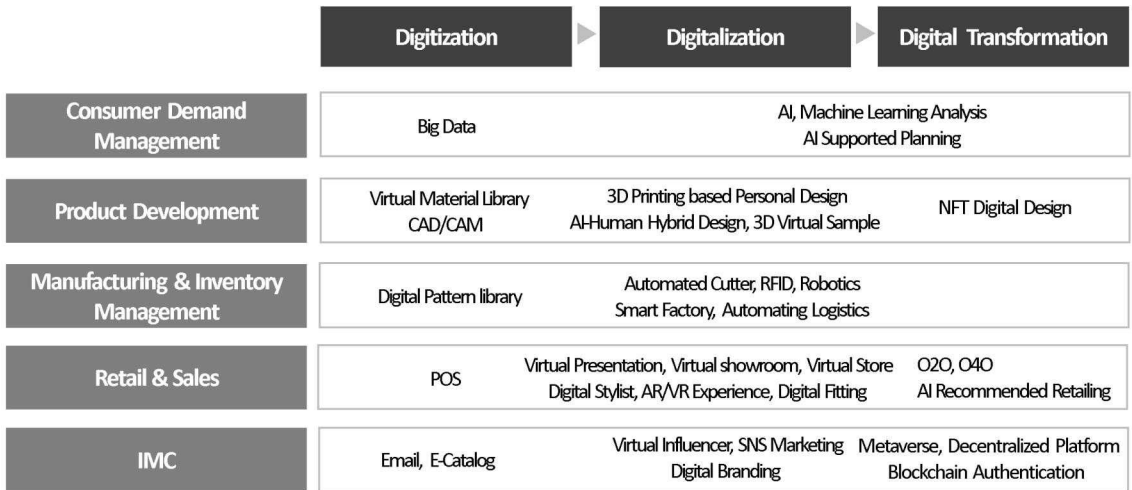 Digitization
Digitalization
Digital Transformation
Consumer Demand
Management
Big Data
AI, Machine Learning Analysis
AI Supported Planning
Product Development
Virtual Material Library
CAD/CAM
3D Printing based Personal Design
AI-Human Hybrid Design, 3D Virtual Sample
NFT Digital Design
Manufacturing & Inventory
Management
Digital Pattern library
Automated Cutter, RFID, Robotics
Smart Factory, Automating Logistics
Retail & Sales
POS
Virtual Presentation, Virtual showroom, Virtual Store
Digital Stylist, AR/VR Experience, Digital Fitting
O2O, O4O
AI Recommended Retailing
IMC
Email, E-Catalog
Virtual Influencer, SNS Marketing
Digital Branding
Metaverse, Decentralized Platform
Blockchain Authentication